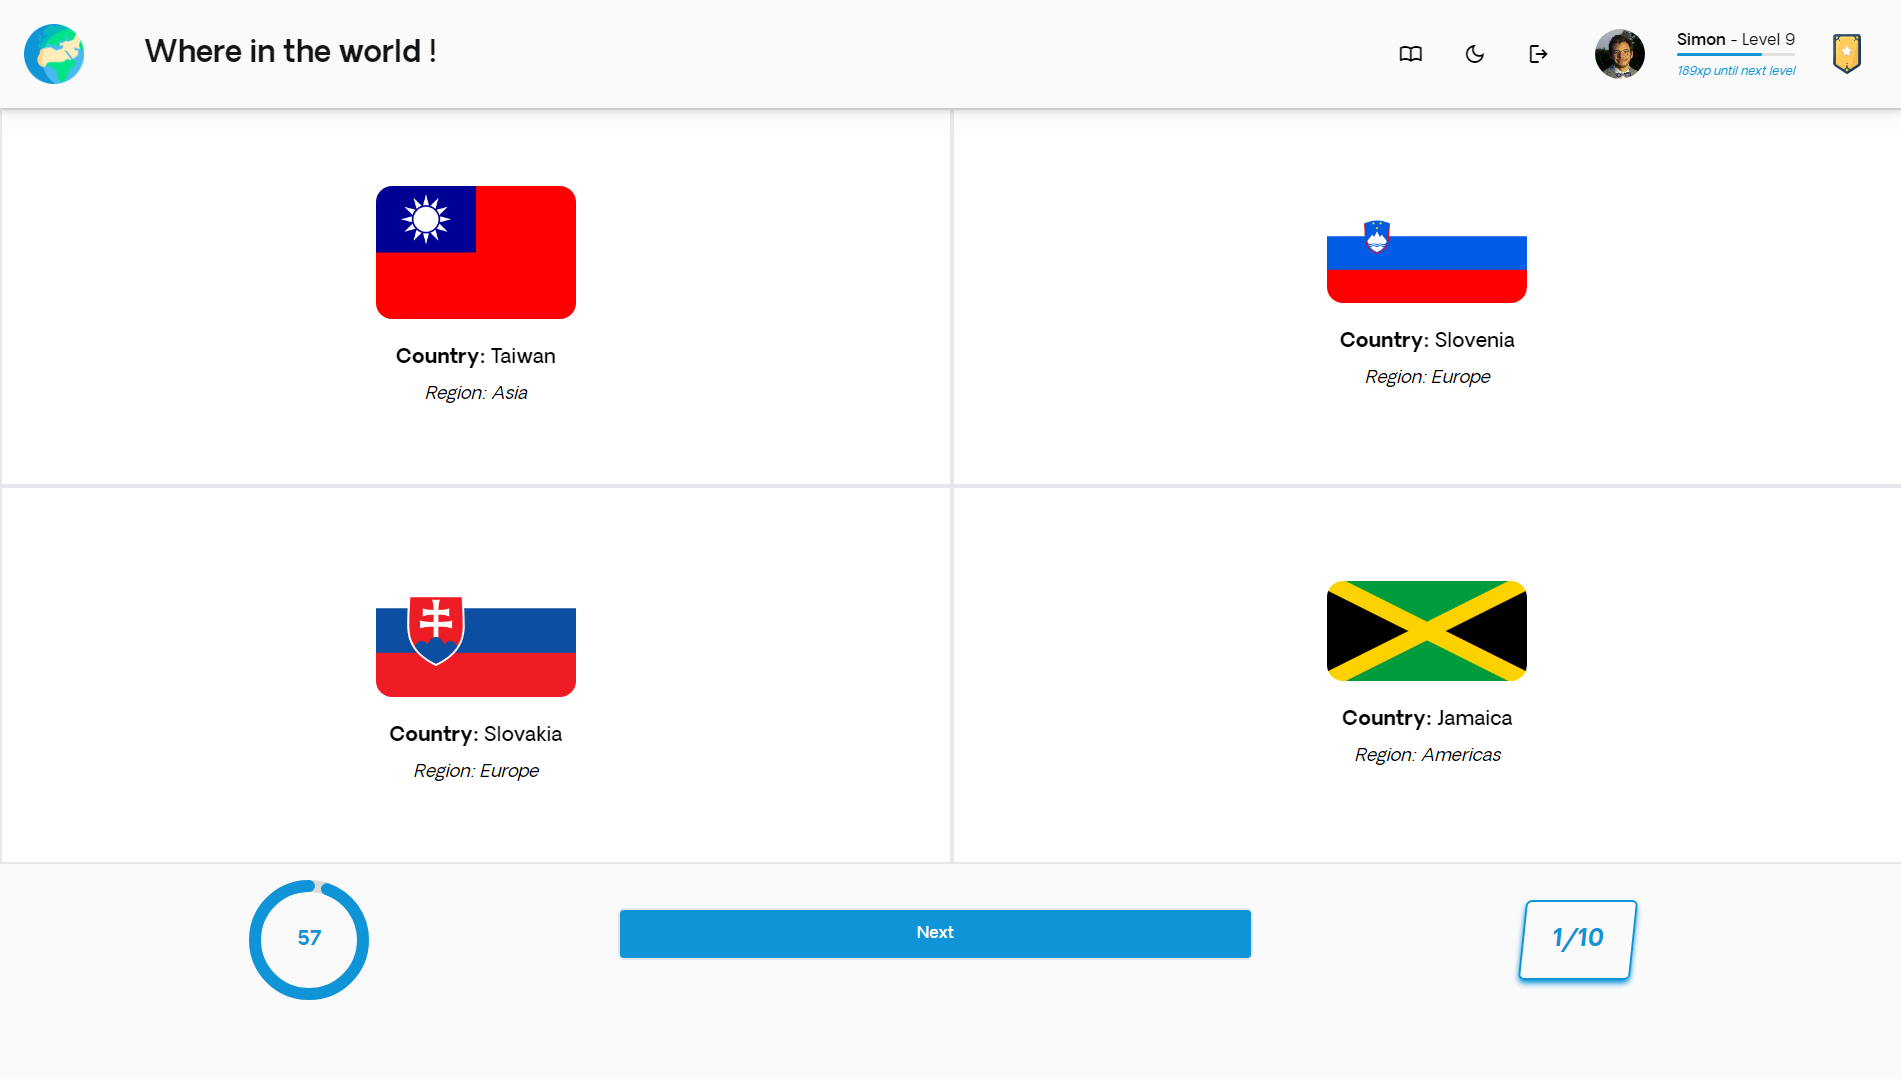 Where in the world !
Simon - Level 9
189xp until next level
Country: Taiwan
Region: Asia
Country: Slovenia
Region: Europe
Country: Slovakia
Region: Europe
Country: Jamaica
Region: Americas
57
Next
1/10